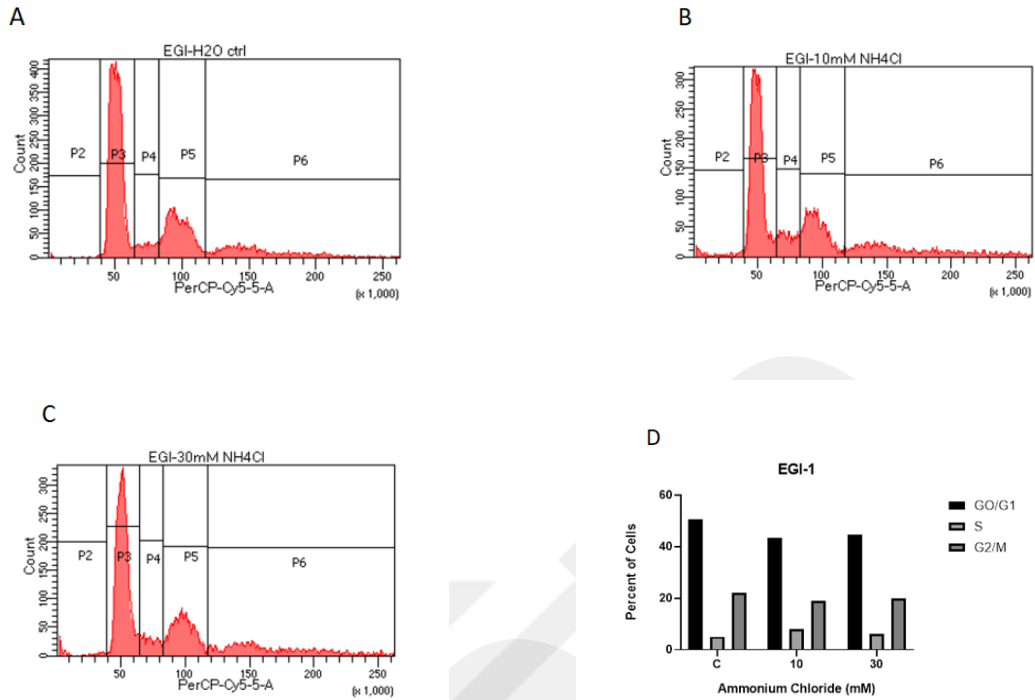 A
EGI-H2O ctrl
Count
400
350
300
250
200
150
100
50
0
P2
P3
P4
P5
P6
50
100
150
200
250
PerCP-Cy5-5-A
(x 1,000)
B
EGI-10mM NH4Cl
Count
300
250
200
150
100
50
0
P2
P3
P4
P5
P6
50
100
150
200
250
PerCP-Cy5-5-A
(x 1,000)
C
EGI-30mM NH4Cl
Count
300
250
200
150
100
50
0
P2
P3
P4
P5
P6
50
100
150
200
250
PerCP-Cy5-5-A
(x 1,000)
D
EGI-1
Percent of Cells
60
40
20
0
C
10
30
Ammonium Chloride (mM)
GO/G1
S
G2/M